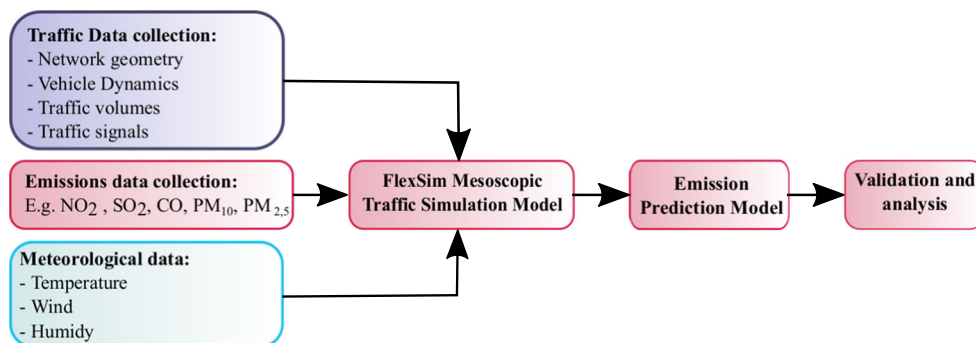 Traffic Data collection:
- Network geometry
- Vehicle Dynamics
- Traffic volumes
- Traffic signals
Emissions data collection:
E.g. NO2 , SO2, CO, PM10, PM2,5
Meteorological data:
- Temperature
- Wind
- Humidy
FlexSim Mesoscopic
Traffic Simulation Model
Emission
Prediction Model
Validation and
analysis